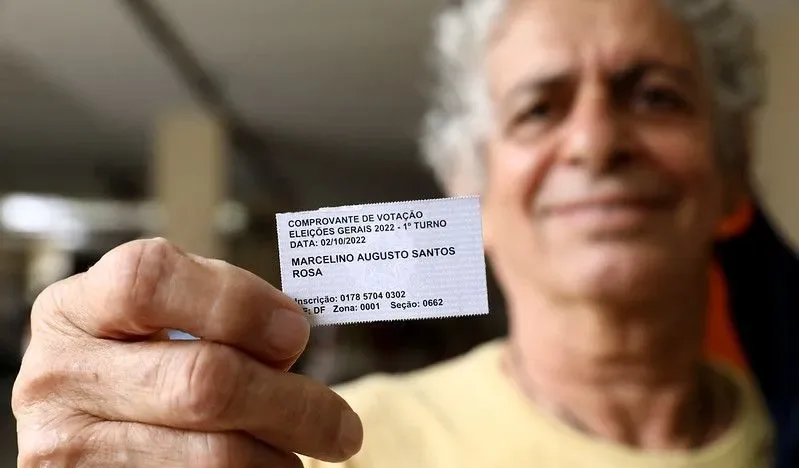 COMPROVANTE DE VOTAÇÃO
ELEIÇÕES GERAIS 2022 - 1º TURNO
DATA: 02/10/2022
MARCELINO AUGUSTO SANTOS
ROSA
Inscrição: 0178 5704 0302
: DF Zona: 0001 Seção: 0662